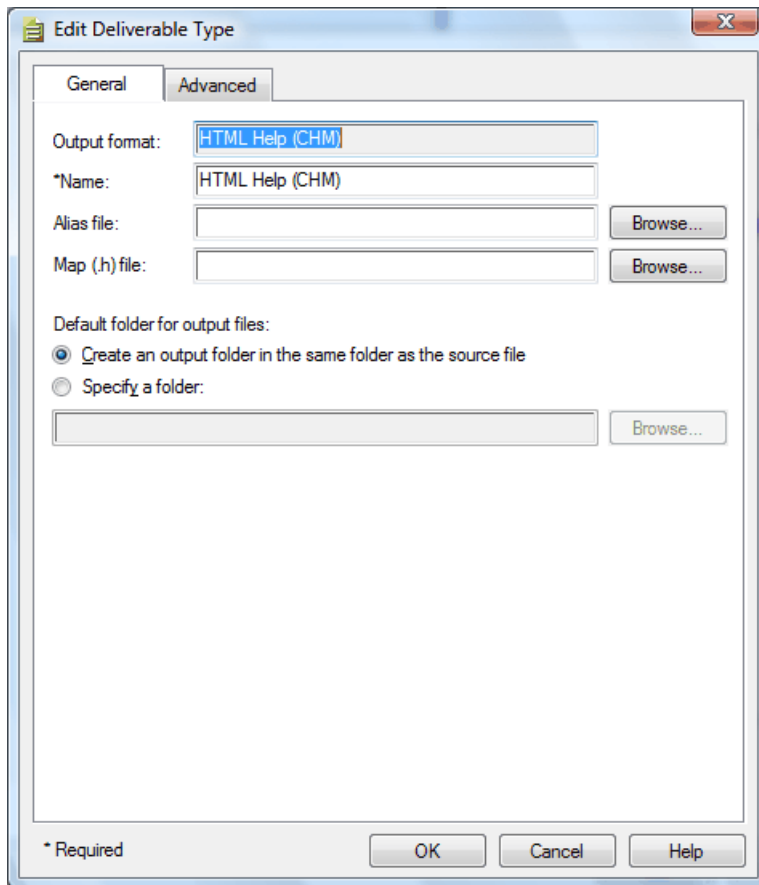 Edit Deliverable Type
General
Advanced
Output format: HTML Help (CHM)
*Name: HTML Help (CHM)
Alias file: Browse...
Map (.h) file: Browse...
Default folder for output files:
Create an output folder in the same folder as the source file
Specify a folder:
Browse...
* Required
OK
Cancel
Help